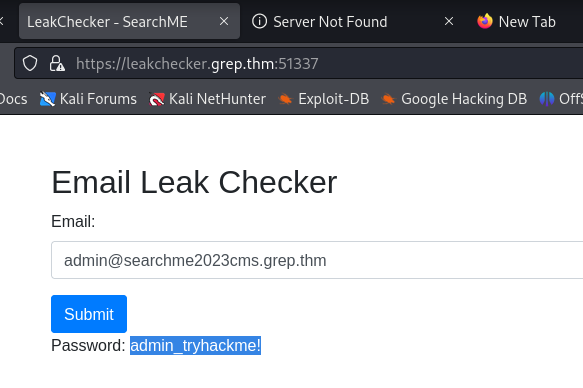 LeakChecker - SearchME
Server Not Found
New Tab
https://leakchecker.grep.thm:51337
Docs
Kali Forums
Kali NetHunter
Exploit-DB
Google Hacking DB
OffS
Email Leak Checker
Email:
admin@searchme2023cms.grep.thm
Submit
Password: admin_tryhackme!